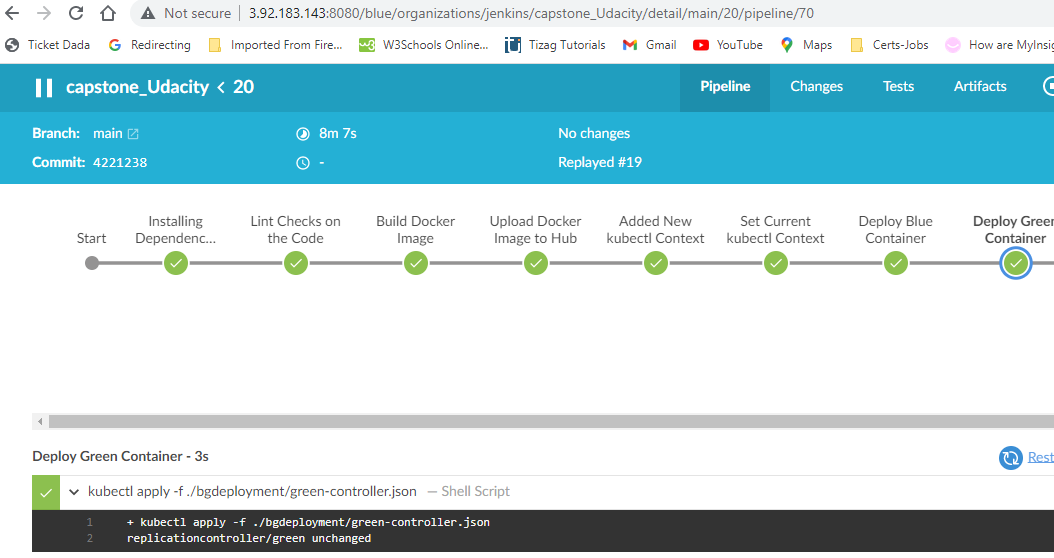 Not secure | 3.92.183.143:8080/blue/organizations/jenkins/capstone_Udacity/detail/main/20/pipeline/70
Ticket Dada Redirecting Imported From Fire... W3Schools Online... Tizag Tutorials Gmail YouTube Maps Certs-Jobs How are MyInsig
capstone_Udacity < 20 Pipeline Changes Tests Artifacts
Branch: main 8m 7s No changes
Commit: 4221238 - Replayed #19
Start
Installing Dependenc...
Lint Checks on the Code
Build Docker Image
Upload Docker Image to Hub
Added New kubectl Context
Set Current kubectl Context
Deploy Blue Container
Deploy Green Container
Deploy Green Container - 3s Rest
kubectl apply -f ./bgdeployment/green-controller.json — Shell Script
1 + kubectl apply -f ./bgdeployment/green-controller.json
2 replicationcontroller/green unchanged